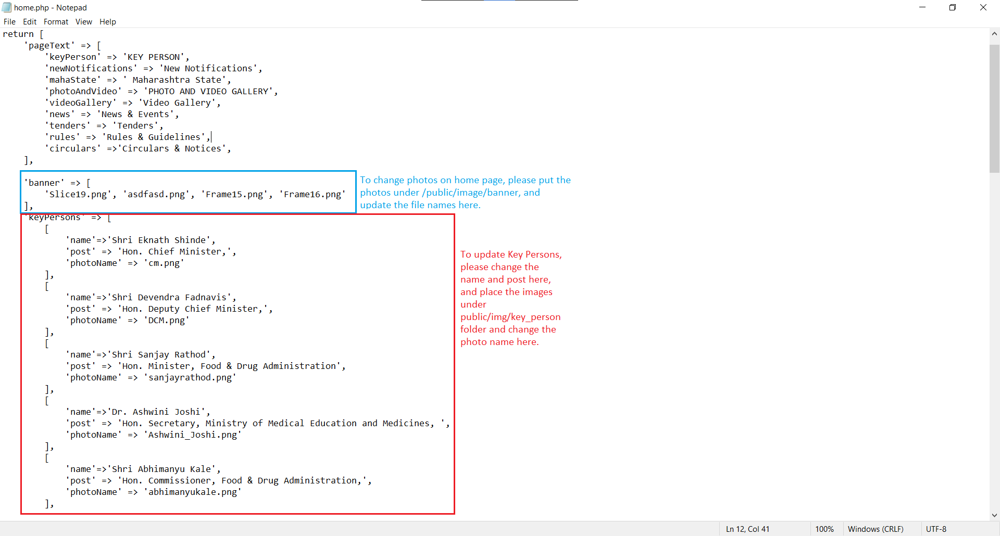 home.php - Notepad
File Edit Format View Help
return [
'pageText' => [
'keyPerson' => 'KEY PERSON',
'newNotifications' => 'New Notifications',
'mahaState' => ' Maharashtra State',
'photoAndVideo' => 'PHOTO AND VIDEO GALLERY',
'videoGallery' => 'Video Gallery',
'news' => 'News & Events',
'tenders' => 'Tenders',
'rules' => 'Rules & Guidelines',
'circulars' =>'Circulars & Notices',
],
'banner' => [
'Slice19.png', 'asdfasd.png', 'Frame15.png', 'Frame16.png'
],
To change photos on home page, please put the
photos under /public/image/banner, and
update the file names here.
'keyPersons' => [
[
'name'=>'Shri Eknath Shinde',
'post' => 'Hon. Chief Minister,',
'photoName' => 'cm.png'
],
[
'name'=>'Shri Devendra Fadnavis',
'post' => 'Hon. Deputy Chief Minister,',
'photoName' => 'DCM.png'
],
[
'name'=>'Shri Sanjay Rathod',
'post' => 'Hon. Minister, Food & Drug Administration',
'photoName' => 'sanjayrathod.png'
],
[
'name'=>'Dr. Ashwini Joshi',
'post' => 'Hon. Secretary, Ministry of Medical Education and Medicines, ',
'photoName' => 'Ashwini_Joshi.png'
],
[
'name'=>'Shri Abhimanyu Kale',
'post' => 'Hon. Commissioner, Food & Drug Administration,',
'photoName' => 'abhimanyukale.png'
],
To update Key Persons,
please change the
name and post here,
and place the images
under
public/img/key_person
folder and change the
photo name here.
Ln 12, Col 41 100% Windows (CRLF) UTF-8